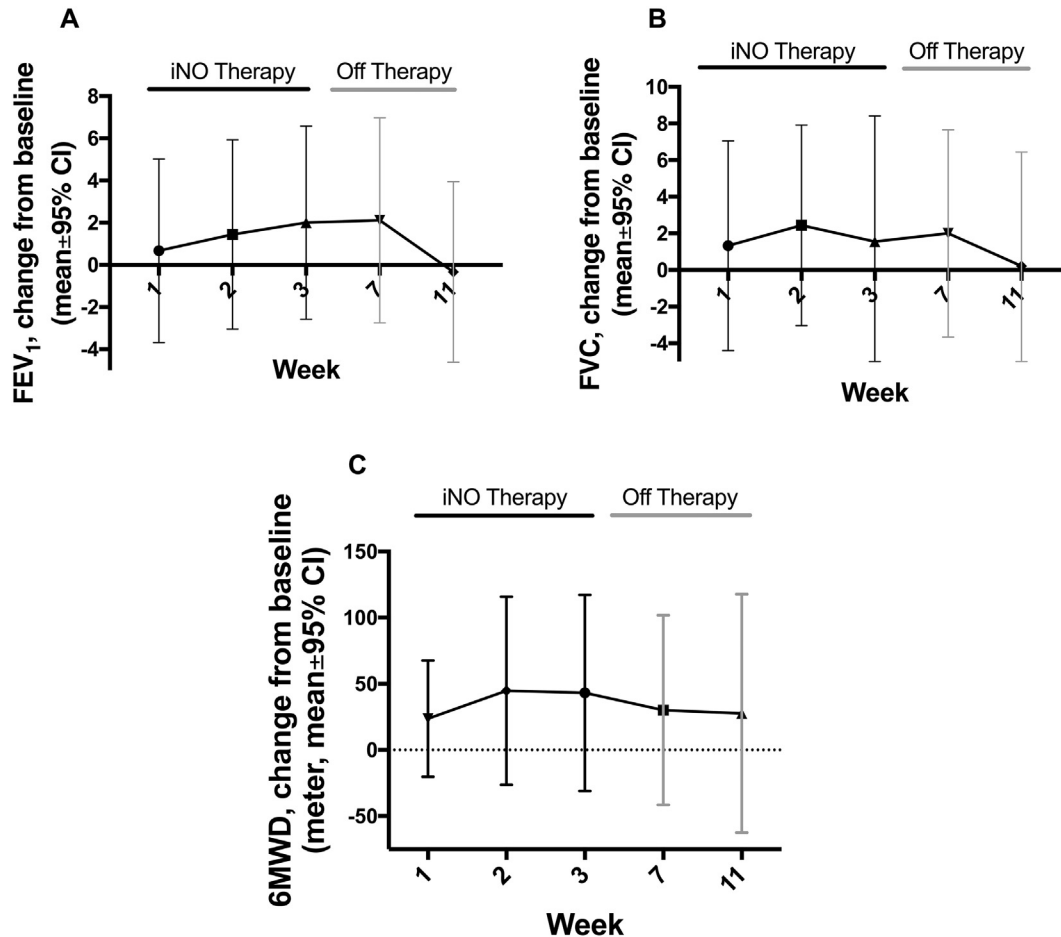 A
iNO Therapy Off Therapy
FEV1, change from baseline
(mean±95% CI)
8
6
4
2
0
-2
-4
1 2 3 7 11
Week
B
iNO Therapy Off Therapy
FVC, change from baseline
(mean±95% CI)
10
8
6
4
2
0
-2
-4
1 2 3 7 11
Week
C
iNO Therapy Off Therapy
6MWD, change from baseline
(meter, mean±95% CI)
150
100
50
0
-50
1 2 3 7 11
Week